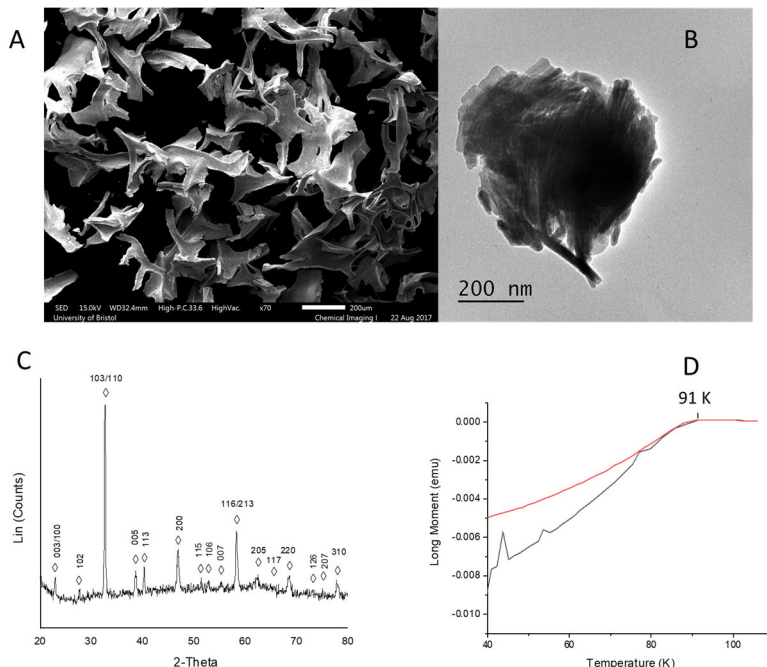 A
B
SED 15.0kV WD32.4mm High-P.C.33.6 HighVac. x70 200um
University of Bristol Chemical Imaging I 22 Aug 2017
200 nm
C
103/110
003/100
102
005
113
200
115
106
007
116/213
205
117
220
126
207
310
Lin (Counts)
20 30 40 50 60 70 80
2-Theta
D
91 K
0.000
-0.002
-0.004
-0.006
-0.008
-0.010
Long Moment (emu)
40 60 80 100
Temperature (K)